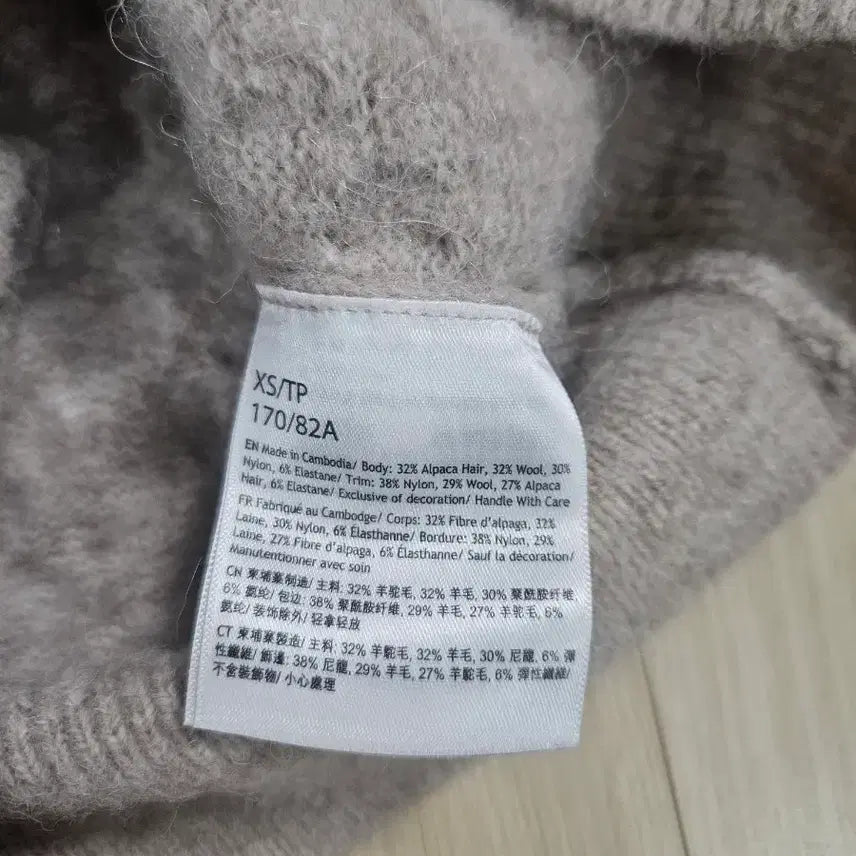 XS/TP
170/82A
EN Made in Cambodia/ Body: 32% Alpaca Hair, 32% Wool, 30%
Nylon, 6% Elastane/ Trim: 38% Nylon, 29% Wool, 27% Alpaca
Hair, 6% Elastane/ Exclusive of decoration/ Handle With Care
FR Fabriqué au Cambodge/ Corps: 32% Fibre d'alpaga, 32%
Laine, 30% Nylon, 6% Élasthanne/ Bordure: 38% Nylon, 29%
Laine, 27% Fibre d'alpaga, 6% Élasthanne/ Sauf la décoration/
Manutentionner avec soin
CN 柬埔寨制造/ 主料: 32% 羊驼毛, 32% 羊毛, 30% 聚酰胺纤维,
6% 氨纶/ 包边: 38% 聚酰胺纤维, 29% 羊毛, 27% 羊驼毛, 6%
氨纶/ 装饰除外/ 轻拿轻放
CT 柬埔寨製造/ 主料: 32% 羊駝毛, 32% 羊毛, 30% 尼龍, 6% 彈
性纖維/ 飾邊: 38% 尼龍, 29% 羊毛, 27% 羊駝毛, 6% 彈性纖維/
不含裝飾物/ 小心處理